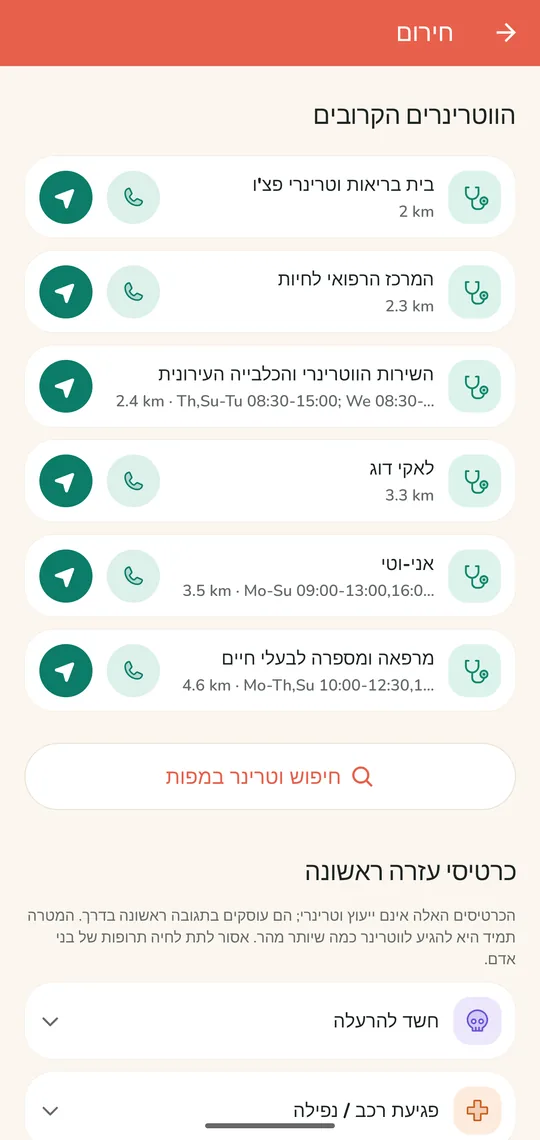 חירום
הווטרינרים הקרובים
בית בריאות וטרינרי פצ'ו
2 km
המרכז הרפואי לחיות
2.3 km
השירות הווטרינרי והכלבייה העירונית
2.4 km · Th,Su-Tu 08:30-15:00; We 08:30-...
לאקי דוג
3.3 km
אני-וטי
3.5 km · Mo-Su 09:00-13:00,16:0...
מרפאה ומספרה לבעלי חיים
4.6 km · Mo-Th,Su 10:00-12:30,1...
חיפוש וטרינר במפות
כרטיסי עזרה ראשונה
הכרטיסים האלה אינם ייעוץ וטרינרי; הם עוסקים בתגובה ראשונה בדרך. המטרה
תמיד היא להגיע לווטרינר כמה שיותר מהר. אסור לתת לחיה תרופות של בני
אדם.
חשד להרעלה
פגיעת רכב / נפילה